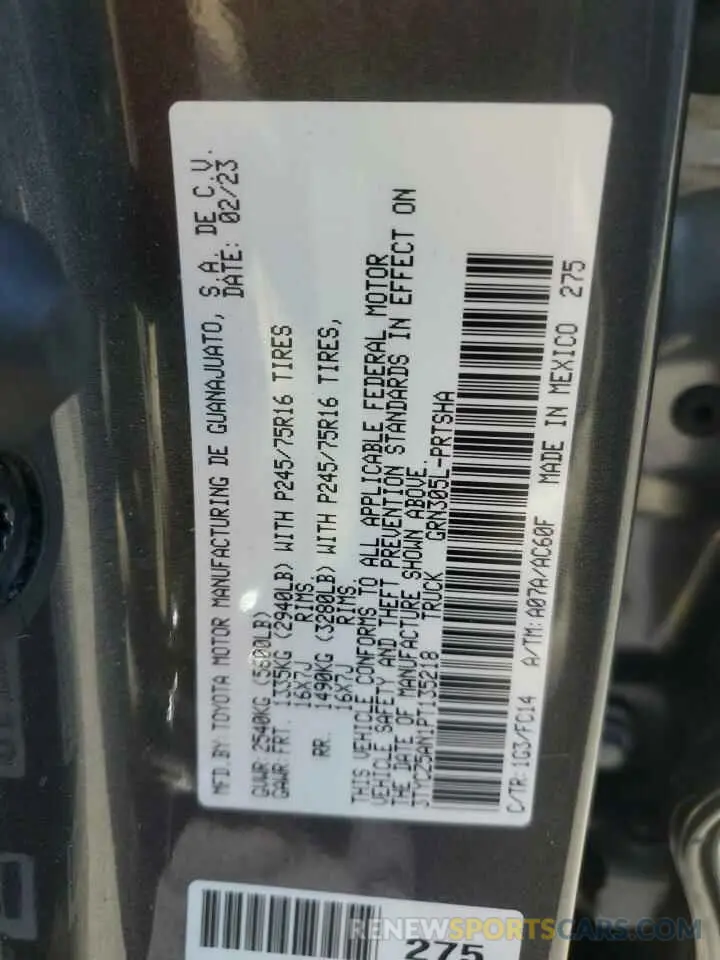 MFD.BY TOYOTA MOTOR MANUFACTURING DE GUANAJUATO, S.A. DE C.V.
DATE: 02/23
GVWR: 2540KG (5600LB)
GAWR: FRT. 1335KG (2940LB) WITH P245/75R16 TIRES
16X7J RIMS,
RR. 1490KG (3280LB) WITH P245/75R16 TIRES,
16X7J RIMS.
THIS VEHICLE CONFORMS TO ALL APPLICABLE FEDERAL MOTOR
VEHICLE SAFETY AND THEFT PREVENTION STANDARDS IN EFFECT ON
THE DATE OF MANUFACTURE SHOWN ABOVE.
3TYCZ5AN1PT135218 TRUCK GRN305L-PRTSHA
C/TR: 1G3/FC14 A/TM: A07A/AC60F MADE IN MEXICO 275
275
RENEWSPORTSCARS.COM